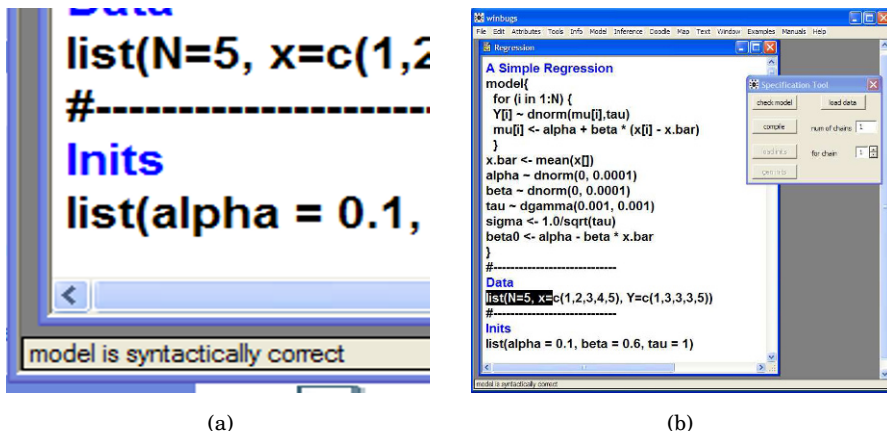 Data
list(N=5, x=c(1,2
#-----------------------
Inits
list(alpha = 0.1,
model is syntactically correct
(a)
winbugs
File Edit Attributes Tools Info Model Inference Doodle Map Text Window Examples Manuals Help
Regression
A Simple Regression
model{
for (i in 1:N) {
Y[i] ~ dnorm(mu[i],tau)
mu[i] <- alpha + beta * (x[i] - x.bar)
}
x.bar <- mean(x[])
alpha ~ dnorm(0, 0.0001)
beta ~ dnorm(0, 0.0001)
tau ~ dgamma(0.001, 0.001)
sigma <- 1.0/sqrt(tau)
beta0 <- alpha - beta * x.bar
}
#-----------------------------
Data
list(N=5, x=c(1,2,3,4,5), Y=c(1,3,3,3,5))
#-----------------------------
Inits
list(alpha = 0.1, beta = 0.6, tau = 1)
model is syntactically correct
Specification Tool
check model load data
compile num of chains 1
load inits for chain 1
gen inits
(b)